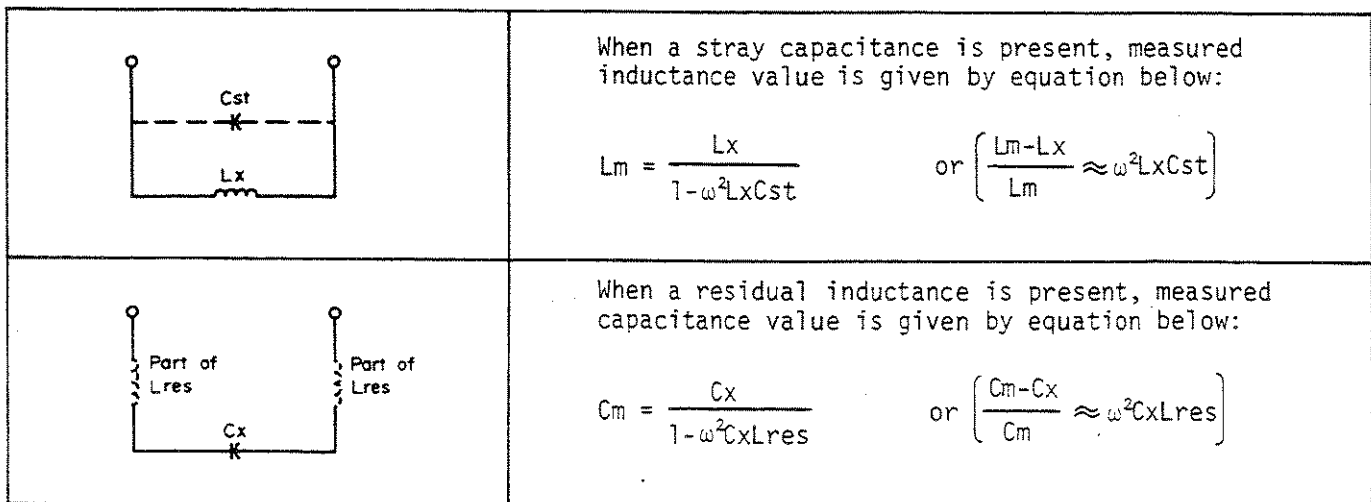 Cst
Lx
When a stray capacitance is present, measured
inductance value is given by equation below:
Lm = Lx / 1-ω²LxCst or (Lm-Lx / Lm ≈ ω²LxCst)
Part of
Lres
Part of
Lres
Cx
When a residual inductance is present, measured
capacitance value is given by equation below:
Cm = Cx / 1-ω²CxLres or (Cm-Cx / Cm ≈ ω²CxLres)